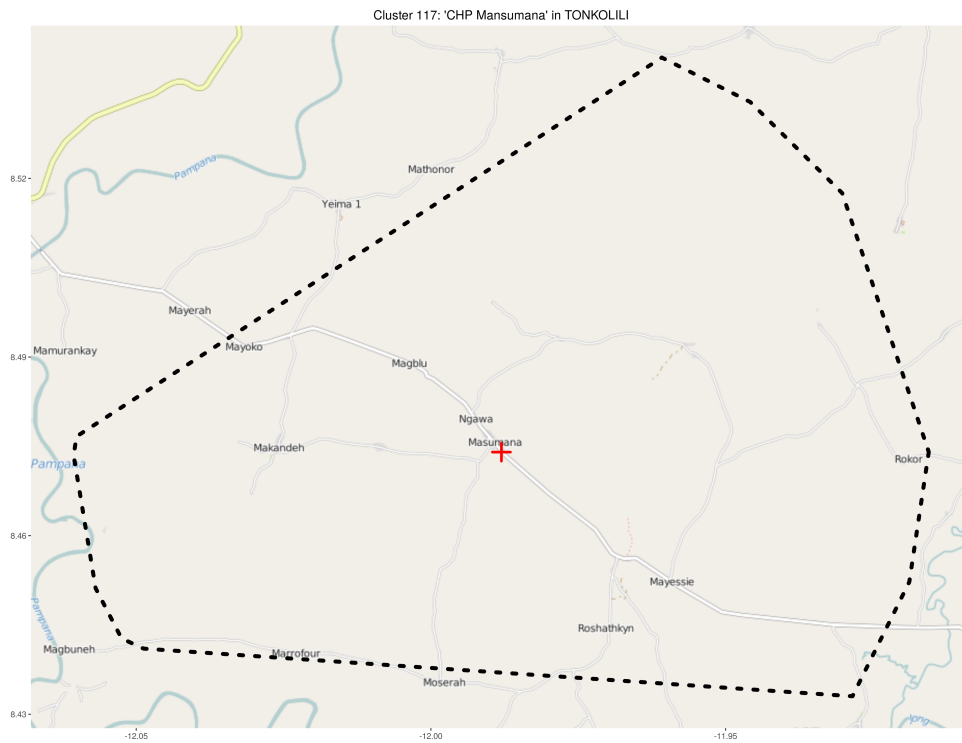 Cluster 117: 'CHP Mansumana' in TONKOLILI
Pampana
Mathonor
8.52
Yeima 1
Mayerah
Mayoko
Mamurankay
8.49
Magblu
Ngawa
Masumana
Makandeh
Pampana
Rokor
8.46
Mayessie
Pampana
Roshathkyn
Magbuneh
Marrofour
Moserah
8.43
Jong
-12.05
-12.00
-11.95